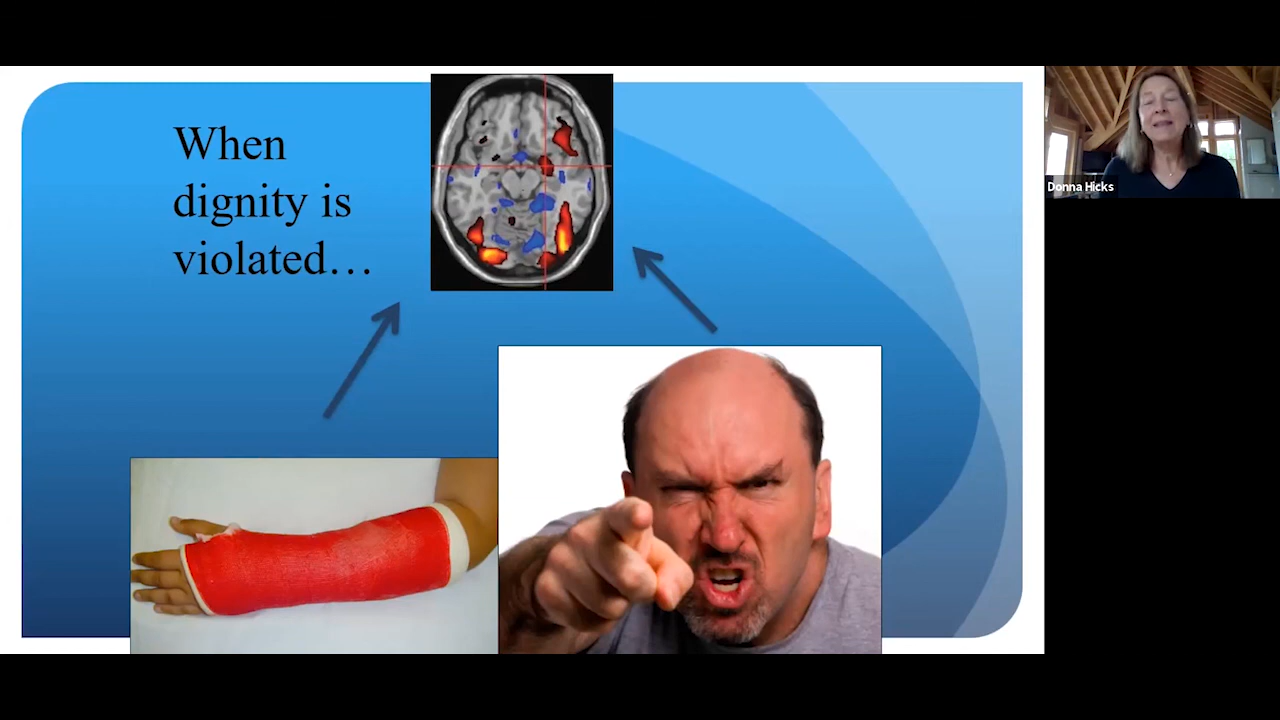 When
dignity is
violated…
Donna Hicks